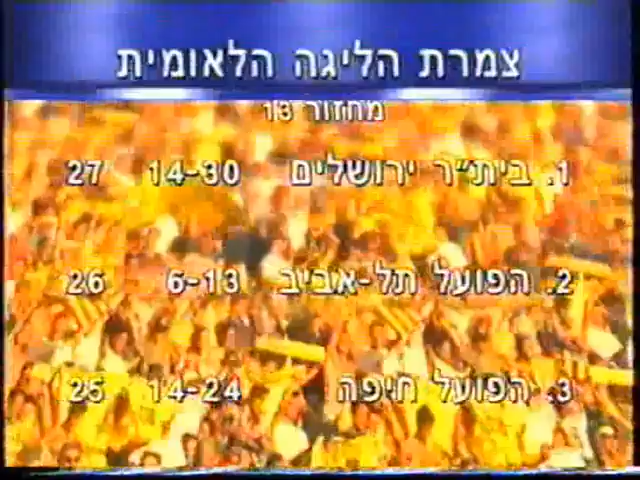 צמרת הליגה הלאומית
מחזור 13
1. בית"ר ירושלים 14-30 27
2. הפועל תל-אביב 6-13 26
3. הפועל חיפה 14-24 25